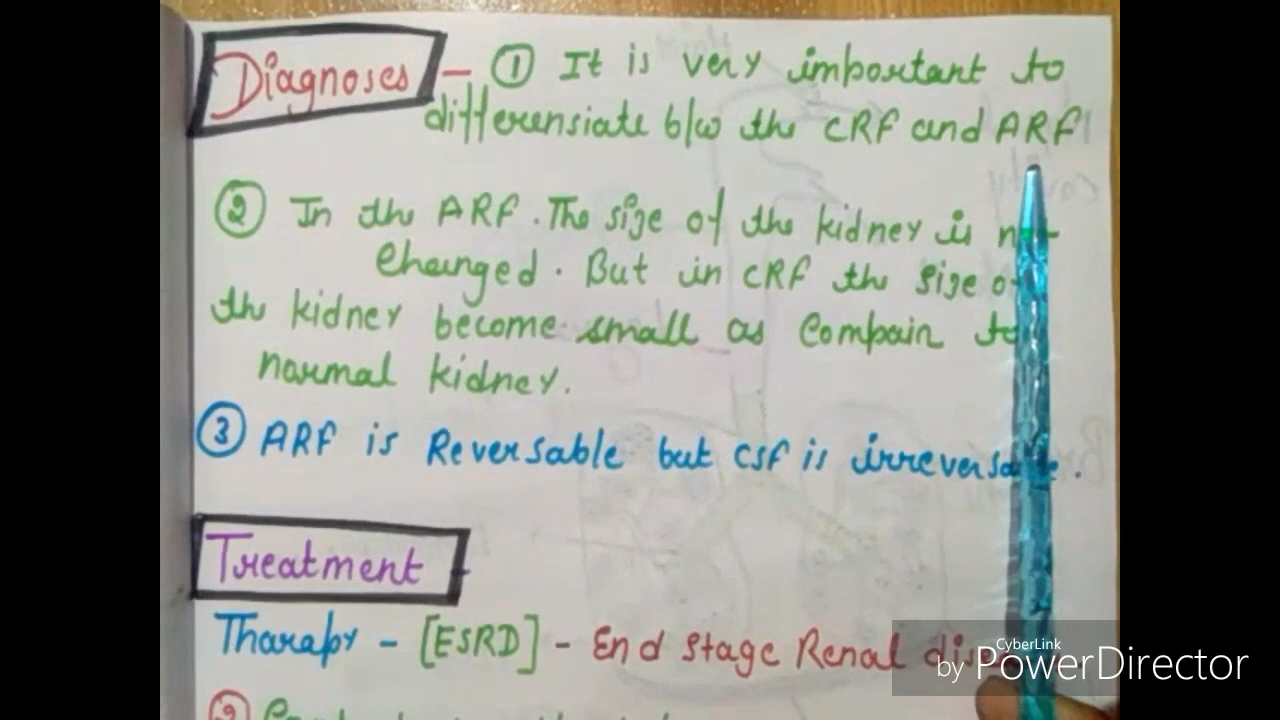 Diagnoses - ① It is very important to
differensiate b/w the CRF and ARF
② In the ARF . The size of the kidney is
Changed . But in CRF the size
the kidney become small as Compain to
normal kidney.
③ ARF is Reversable but CSF is irreversable.
Treatment -
Tharapy - [ESRD] - End Stage Renal
CyberLink
by PowerDirector